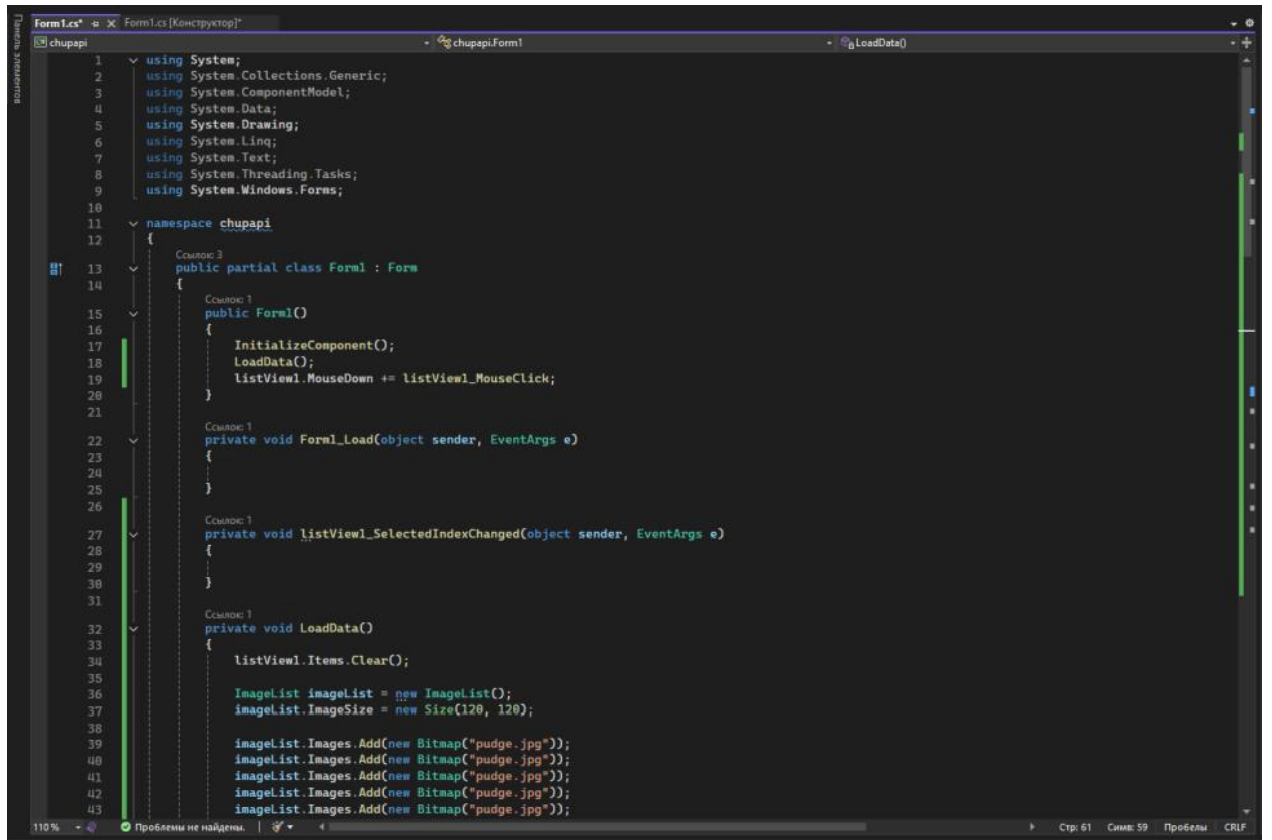 Панель элементов
Form1.cs* Form1.cs [Конструктор]*
chupapi chupapi.Form1 LoadData()
1 using System;
2 using System.Collections.Generic;
3 using System.ComponentModel;
4 using System.Data;
5 using System.Drawing;
6 using System.Linq;
7 using System.Text;
8 using System.Threading.Tasks;
9 using System.Windows.Forms;
10
11 namespace chupapi
12 {
Ссылок: 3
13 public partial class Form1 : Form
14 {
Ссылок: 1
15 public Form1()
16 {
17 InitializeComponent();
18 LoadData();
19 listView1.MouseDown += listView1_MouseClick;
20 }
21
Ссылок: 1
22 private void Form1_Load(object sender, EventArgs e)
23 {
24
25 }
26
Ссылок: 1
27 private void listView1_SelectedIndexChanged(object sender, EventArgs e)
28 {
29
30 }
31
Ссылок: 1
32 private void LoadData()
33 {
34 listView1.Items.Clear();
35
36 ImageList imageList = new ImageList();
37 imageList.ImageSize = new Size(120, 120);
38
39 imageList.Images.Add(new Bitmap("pudge.jpg"));
40 imageList.Images.Add(new Bitmap("pudge.jpg"));
41 imageList.Images.Add(new Bitmap("pudge.jpg"));
42 imageList.Images.Add(new Bitmap("pudge.jpg"));
43 imageList.Images.Add(new Bitmap("pudge.jpg"));
110 % Проблемы не найдены. Стр: 61 Симв: 59 Пробелы CRLF